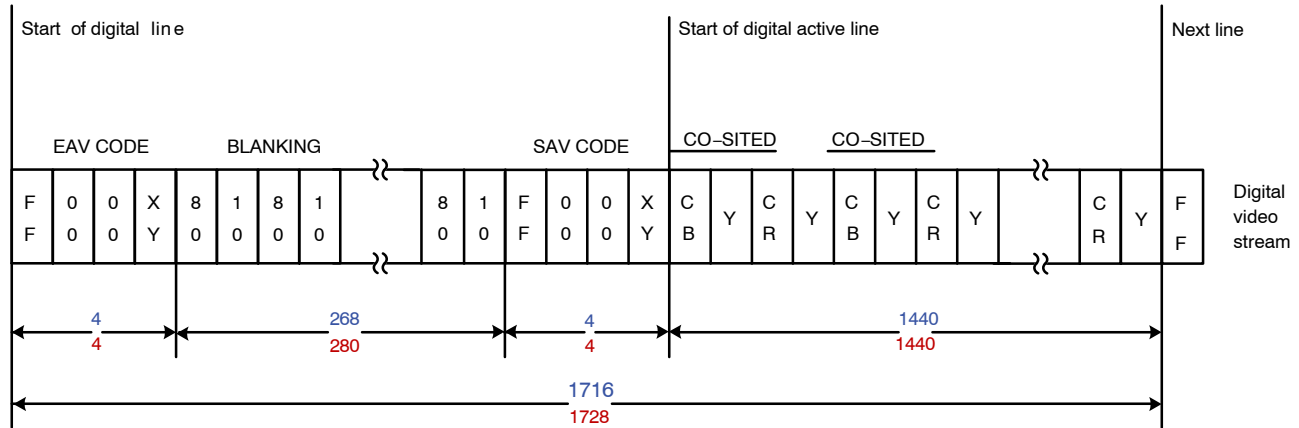 Start of digital line
Start of digital active line
Next line
EAV CODE
BLANKING
SAV CODE
CO-SITED
CO-SITED
F 0 0 X 8 1 8 1 8 1 F 0 0 X C Y C Y C Y C Y C Y F
F 0 0 Y 0 0 0 0 0 0 F 0 0 Y B R B R R F
Digital
video
stream
4 268 4 1440
4 280 4 1440
1716
1728